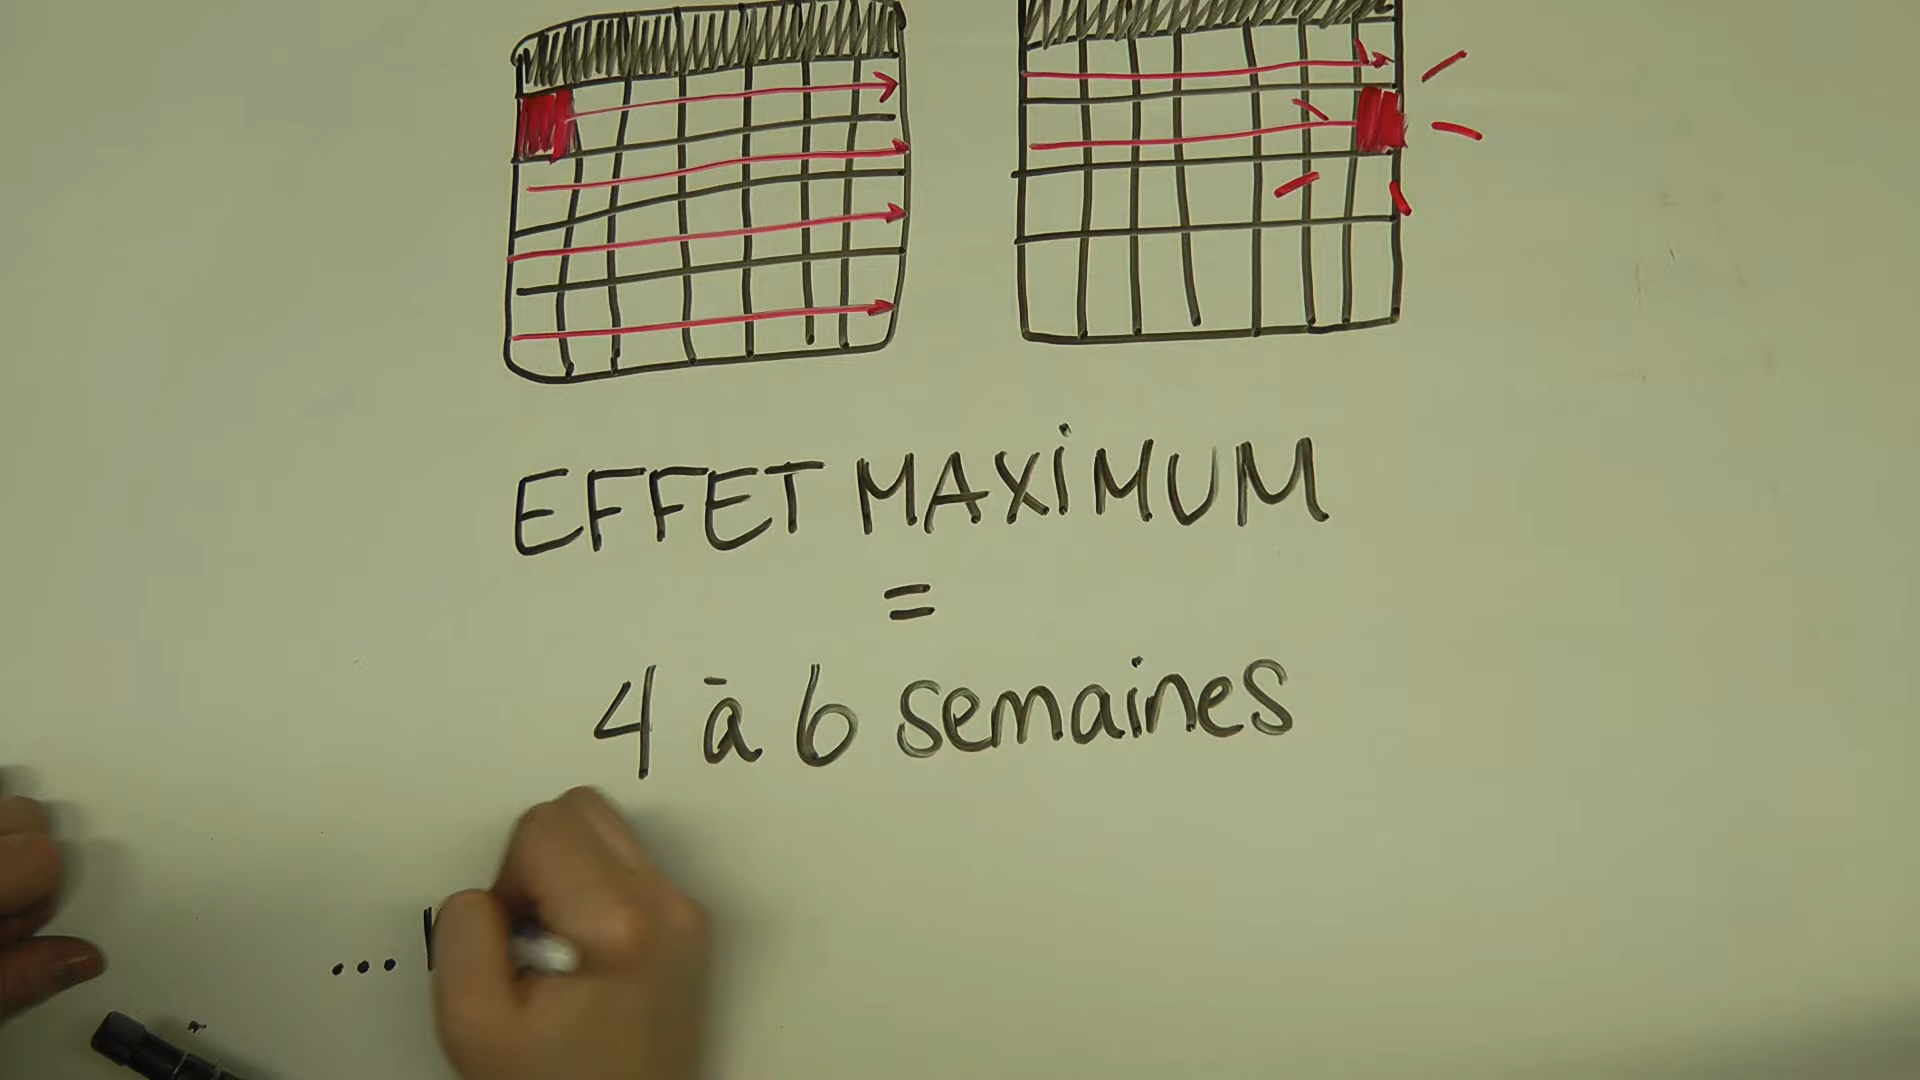 EFFET MAXIMUM
=
4 à 6 semaines
...